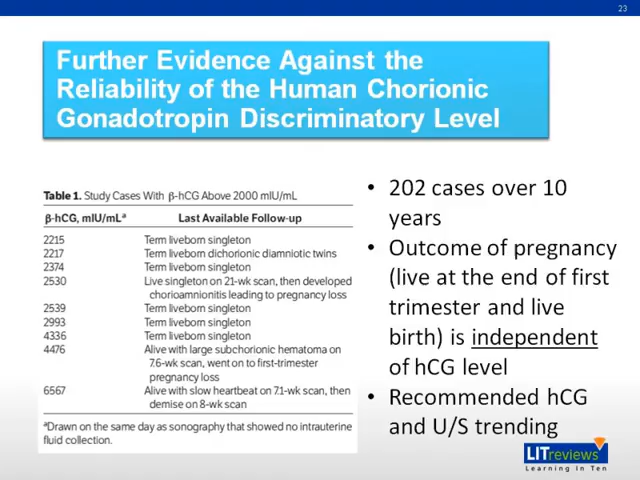 23
Further Evidence Against the
Reliability of the Human Chorionic
Gonadotropin Discriminatory Level
Table 1. Study Cases With β-hCG Above 2000 mIU/mL
β-hCG, mIU/mLᵃ Last Available Follow-up
2215 Term liveborn singleton
2217 Term liveborn dichorionic diamniotic twins
2374 Term liveborn singleton
2530 Live singleton on 21-wk scan, then developed
chorioamnionitis leading to pregnancy loss
2539 Term liveborn singleton
2993 Term liveborn singleton
4336 Term liveborn singleton
4476 Alive with large subchorionic hematoma on
7.6-wk scan, went on to first-trimester
pregnancy loss
6567 Alive with slow heartbeat on 7.1-wk scan, then
demise on 8-wk scan
ᵃDrawn on the same day as sonography that showed no intrauterine
fluid collection.
• 202 cases over 10
years
• Outcome of pregnancy
(live at the end of first
trimester and live
birth) is independent
of hCG level
• Recommended hCG
and U/S trending
LITreviews
Learning in Ten